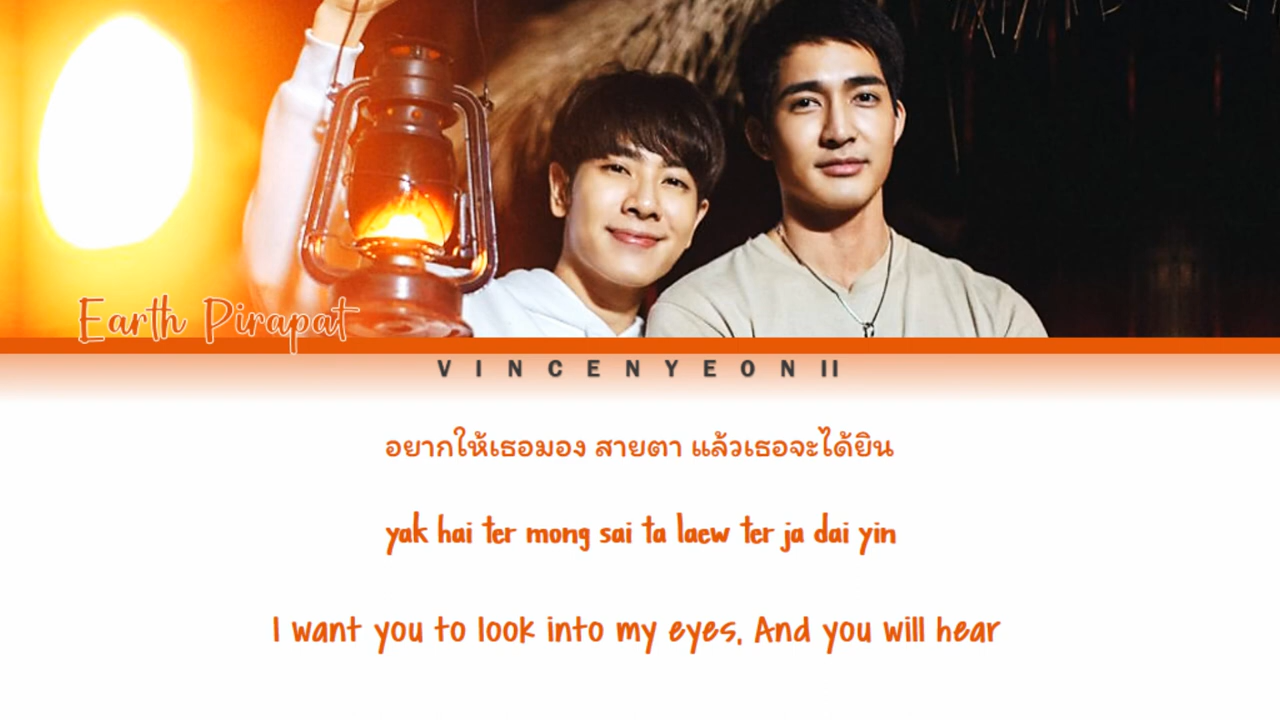 Earth Pirapat
VINCENYEONII
อยากให้เธอมอง สายตา แล้วเธอจะได้ยิน
yak hai ter mong sai ta laew ter ja dai yin
I want you to look into my eyes, And you will hear